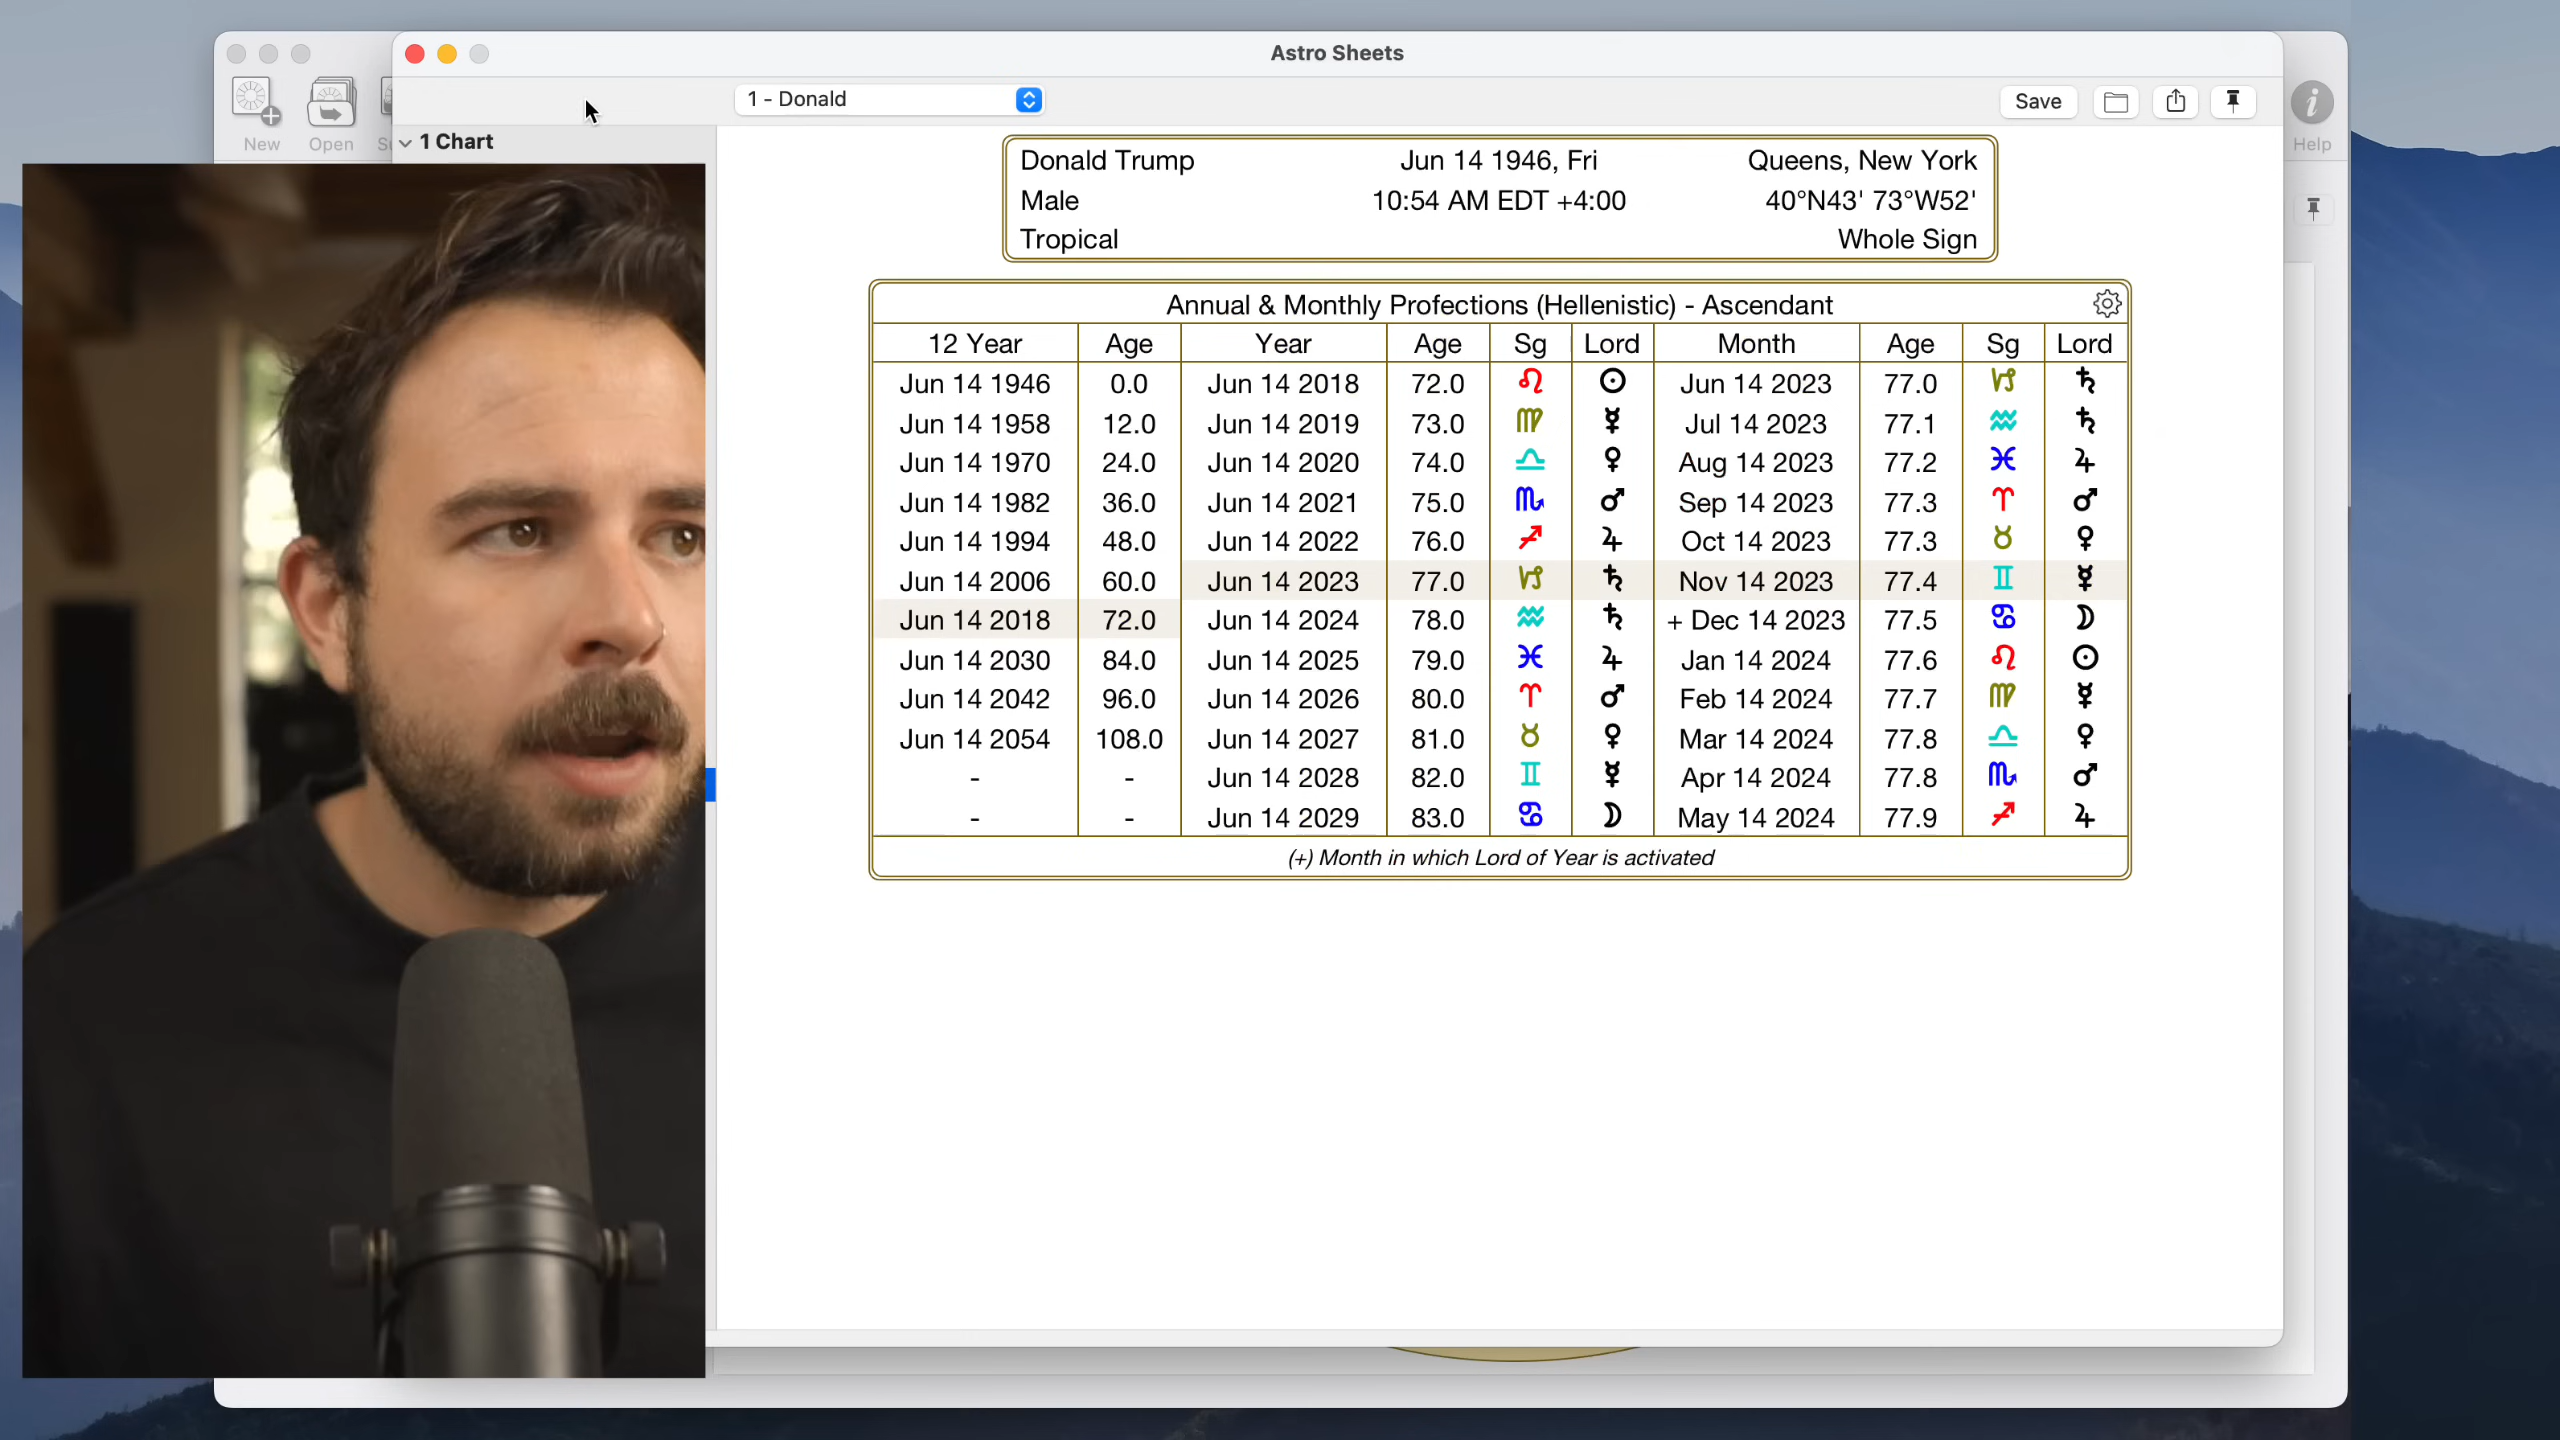 Astro Sheets
1 - Donald
Save
New
Open
Help
1 Chart
Donald Trump Jun 14 1946, Fri Queens, New York
Male 10:54 AM EDT +4:00 40°N43' 73°W52'
Tropical Whole Sign
Annual & Monthly Profections (Hellenistic) - Ascendant
12 Year Age Year Age Sg Lord Month Age Sg Lord
Jun 14 1946 0.0 Jun 14 2018 72.0 ♌ ☉ Jun 14 2023 77.0 ♑ ♄
Jun 14 1958 12.0 Jun 14 2019 73.0 ♍ ☿ Jul 14 2023 77.1 ♒ ♄
Jun 14 1970 24.0 Jun 14 2020 74.0 ♎ ♀ Aug 14 2023 77.2 ♓ ♃
Jun 14 1982 36.0 Jun 14 2021 75.0 ♏ ♂ Sep 14 2023 77.3 ♈ ♂
Jun 14 1994 48.0 Jun 14 2022 76.0 ♐ ♃ Oct 14 2023 77.3 ♉ ♀
Jun 14 2006 60.0 Jun 14 2023 77.0 ♑ ♄ Nov 14 2023 77.4 ♊ ☿
Jun 14 2018 72.0 Jun 14 2024 78.0 ♒ ♄ + Dec 14 2023 77.5 ♋ ☽
Jun 14 2030 84.0 Jun 14 2025 79.0 ♓ ♃ Jan 14 2024 77.6 ♌ ☉
Jun 14 2042 96.0 Jun 14 2026 80.0 ♈ ♂ Feb 14 2024 77.7 ♍ ☿
Jun 14 2054 108.0 Jun 14 2027 81.0 ♉ ♀ Mar 14 2024 77.8 ♎ ♀
- - Jun 14 2028 82.0 ♊ ☿ Apr 14 2024 77.8 ♏ ♂
- - Jun 14 2029 83.0 ♋ ☽ May 14 2024 77.9 ♐ ♃
(+) Month in which Lord of Year is activated